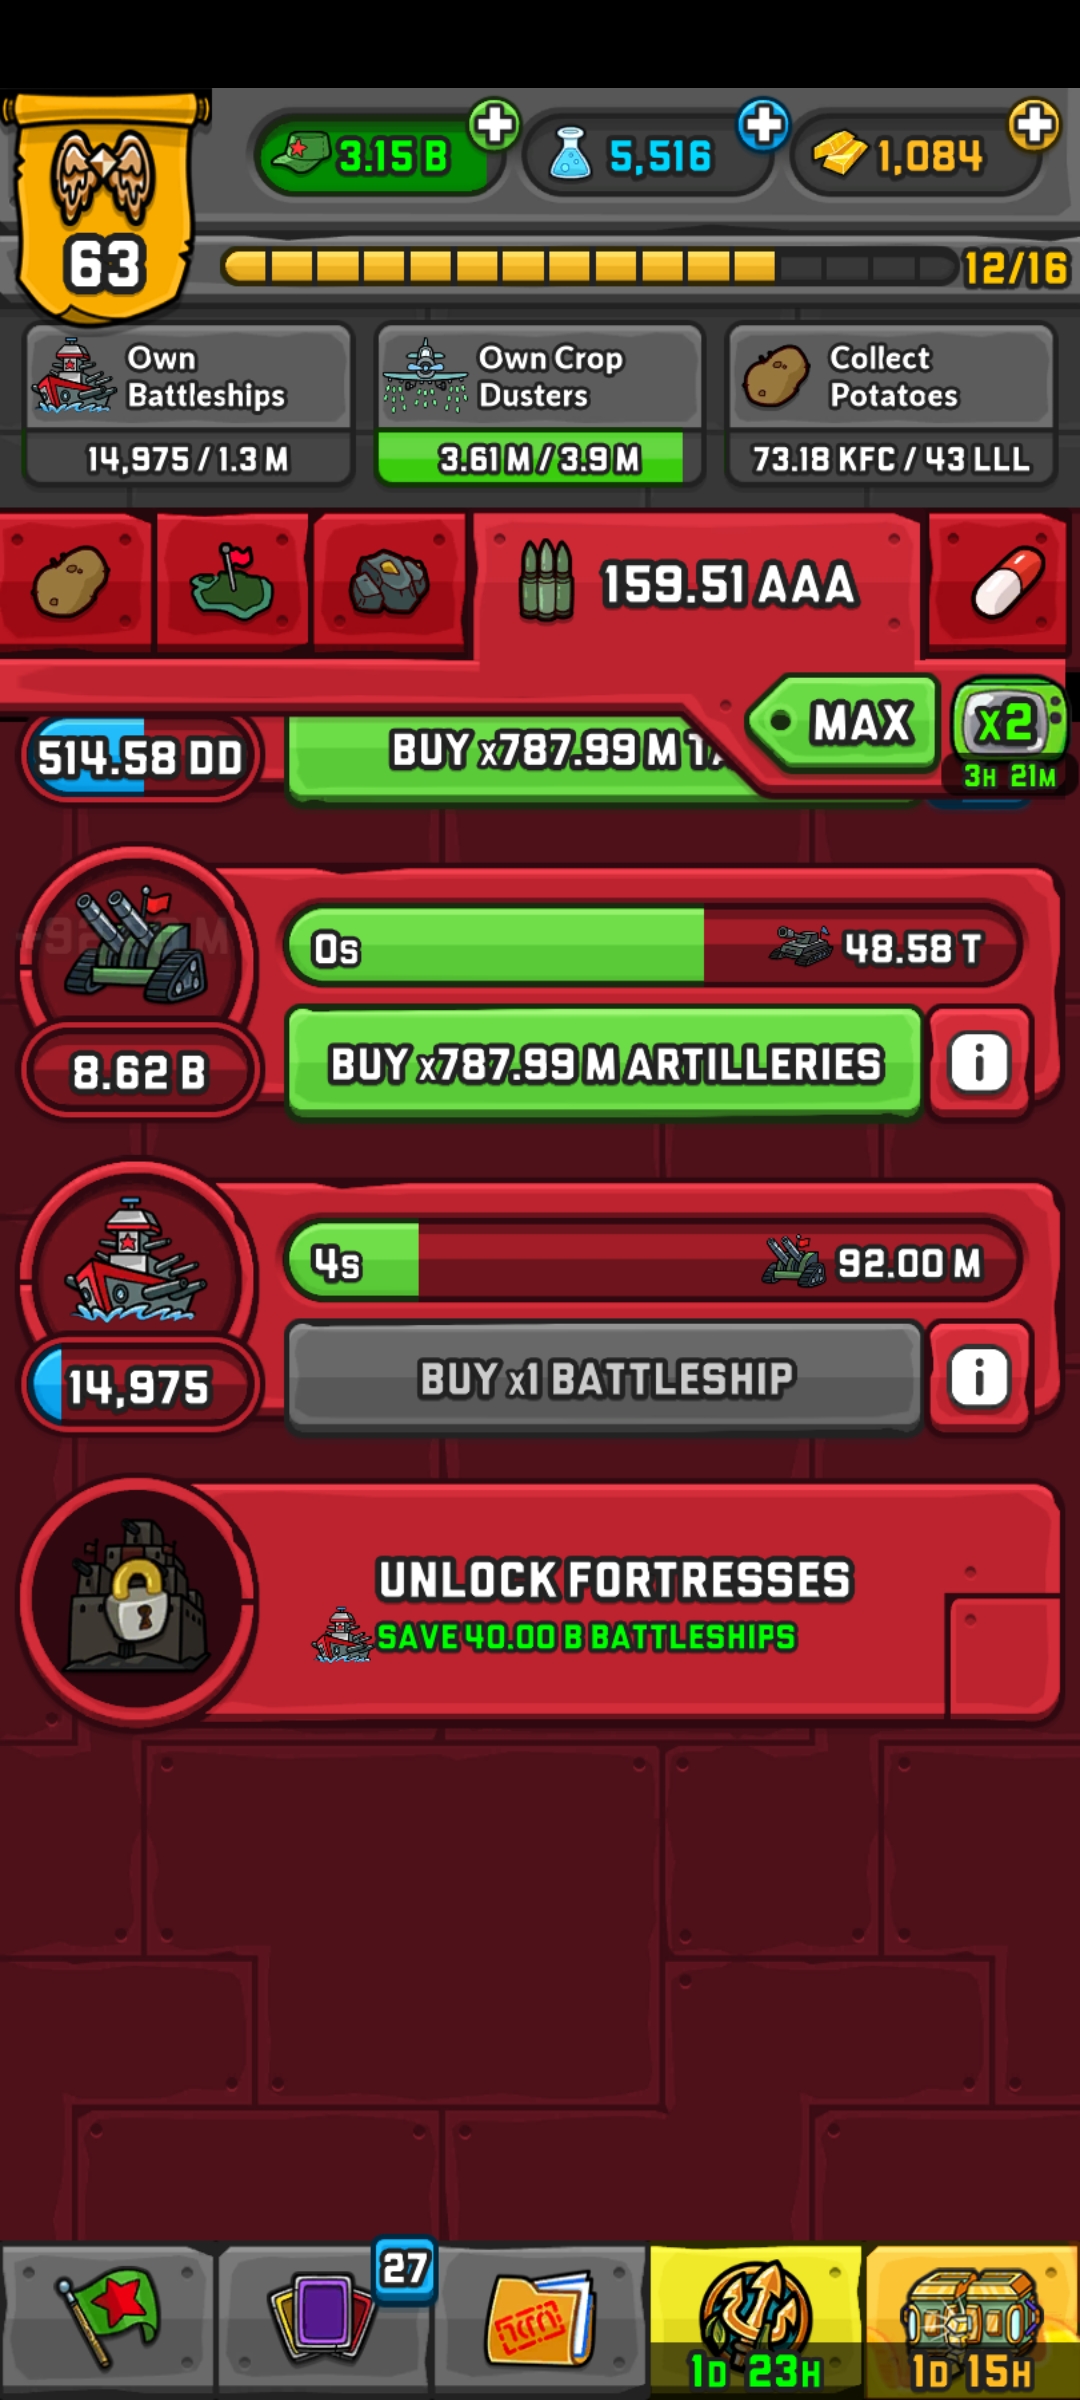 3.15 B
5,516
1,084
63
12/16
Own
Battleships
14,975 / 1.3 M
Own Crop
Dusters
3.61 M / 3.9 M
Collect
Potatoes
73.18 KFC / 43 LLL
159.51 AAA
MAX
x2
3H 21M
514.58 DD
BUY x787.99 M
0s
48.58 T
8.62 B
BUY x787.99 M ARTILLERIES
i
4s
92.00 M
14,975
BUY x1 BATTLESHIP
i
UNLOCK FORTRESSES
SAVE 40.00 B BATTLESHIPS
27
1D 23H
1D 15H